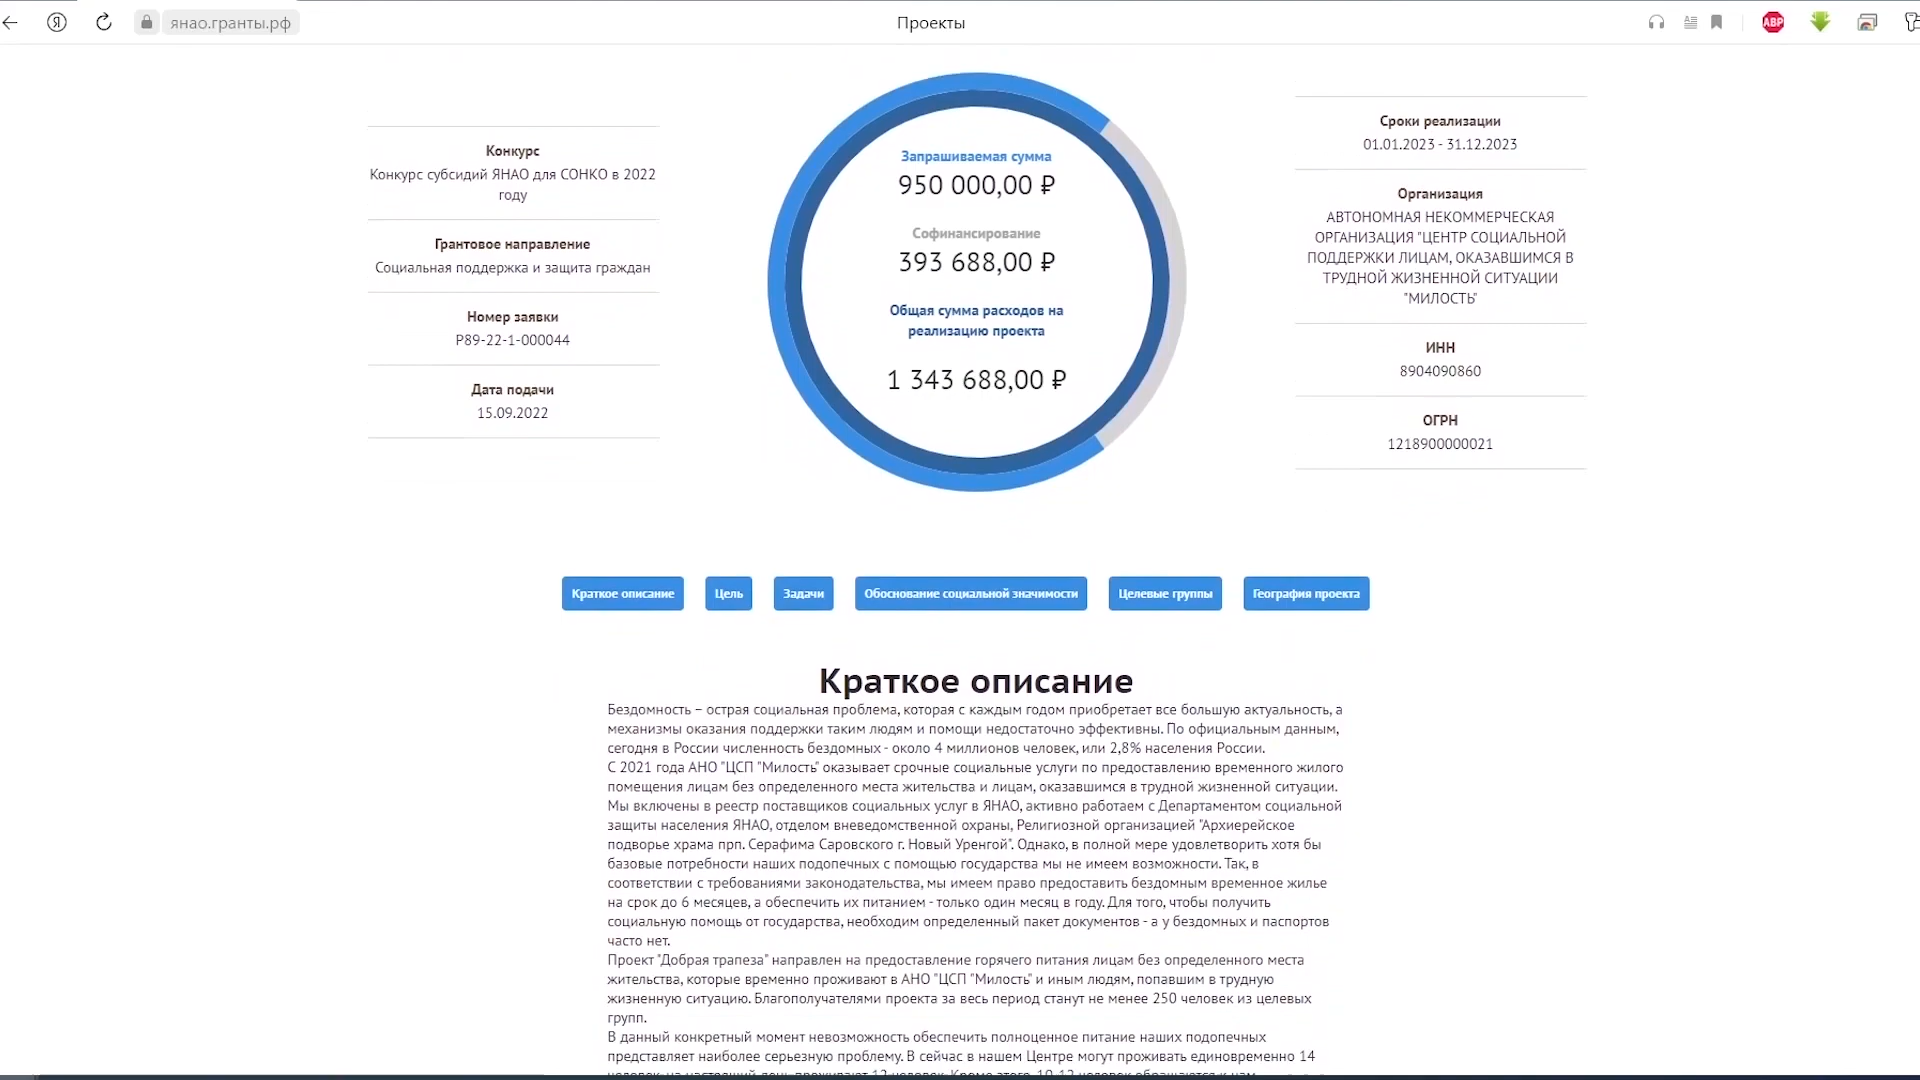 янао.гранты.рф
Проекты
ABP
Конкурс
Конкурс субсидий ЯНАО для СОНКО в 2022
году
Грантовое направление
Социальная поддержка и защита граждан
Номер заявки
Р89-22-1-000044
Дата подачи
15.09.2022
Запрашиваемая сумма
950 000,00 ₽
Софинансирование
393 688,00 ₽
Общая сумма расходов на
реализацию проекта
1 343 688,00 ₽
Сроки реализации
01.01.2023 - 31.12.2023
Организация
АВТОНОМНАЯ НЕКОММЕРЧЕСКАЯ
ОРГАНИЗАЦИЯ "ЦЕНТР СОЦИАЛЬНОЙ
ПОДДЕРЖКИ ЛИЦАМ, ОКАЗАВШИМСЯ В
ТРУДНОЙ ЖИЗНЕННОЙ СИТУАЦИИ
"МИЛОСТЬ"
ИНН
8904090860
ОГРН
1218900000021
Краткое описание
Цель
Задачи
Обоснование социальной значимости
Целевые группы
География проекта
Краткое описание
Бездомность – острая социальная проблема, которая с каждым годом приобретает все большую актуальность, а
механизмы оказания поддержки таким людям и помощи недостаточно эффективны. По официальным данным,
сегодня в России численность бездомных - около 4 миллионов человек, или 2,8% населения России.
С 2021 года АНО "ЦСП "Милость" оказывает срочные социальные услуги по предоставлению временного жилого
помещения лицам без определенного места жительства и лицам, оказавшимся в трудной жизненной ситуации.
Мы включены в реестр поставщиков социальных услуг в ЯНАО, активно работаем с Департаментом социальной
защиты населения ЯНАО, отделом вневедомственной охраны, Религиозной организацией "Архиерейское
подворье храма прп. Серафима Саровского г. Новый Уренгой". Однако, в полной мере удовлетворить хотя бы
базовые потребности наших подопечных с помощью государства мы не имеем возможности. Так, в
соответствии с требованиями законодательства, мы имеем право предоставить бездомным временное жилье
на срок до 6 месяцев, а обеспечить их питанием - только один месяц в году. Для того, чтобы получить
социальную помощь от государства, необходим определенный пакет документов - а у бездомных и паспортов
часто нет.
Проект "Добрая трапеза" направлен на предоставление горячего питания лицам без определенного места
жительства, которые временно проживают в АНО "ЦСП "Милость" и иным людям, попавшим в трудную
жизненную ситуацию. Благополучателями проекта за весь период станут не менее 250 человек из целевых
групп.
В данный конкретный момент невозможность обеспечить полноценное питание наших подопечных
представляет наиболее серьезную проблему. В сейчас в нашем Центре могут проживать единовременно 14